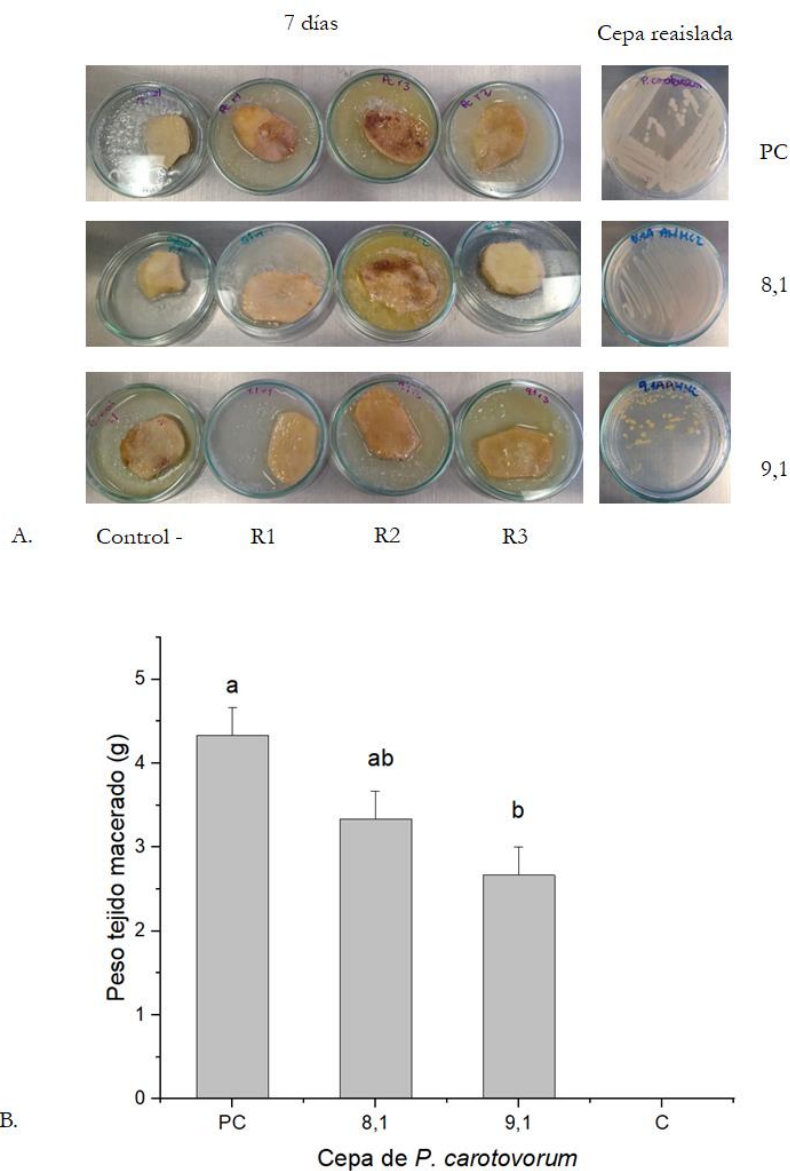 7 días
Cepa reaislada
P. carotovorum
PC
8,1
9,1
A.
Control -
R1
R2
R3
Peso tejido macerado (g)
5
4
3
2
1
0
a
ab
b
PC
8,1
9,1
C
B.
Cepa de P. carotovorum